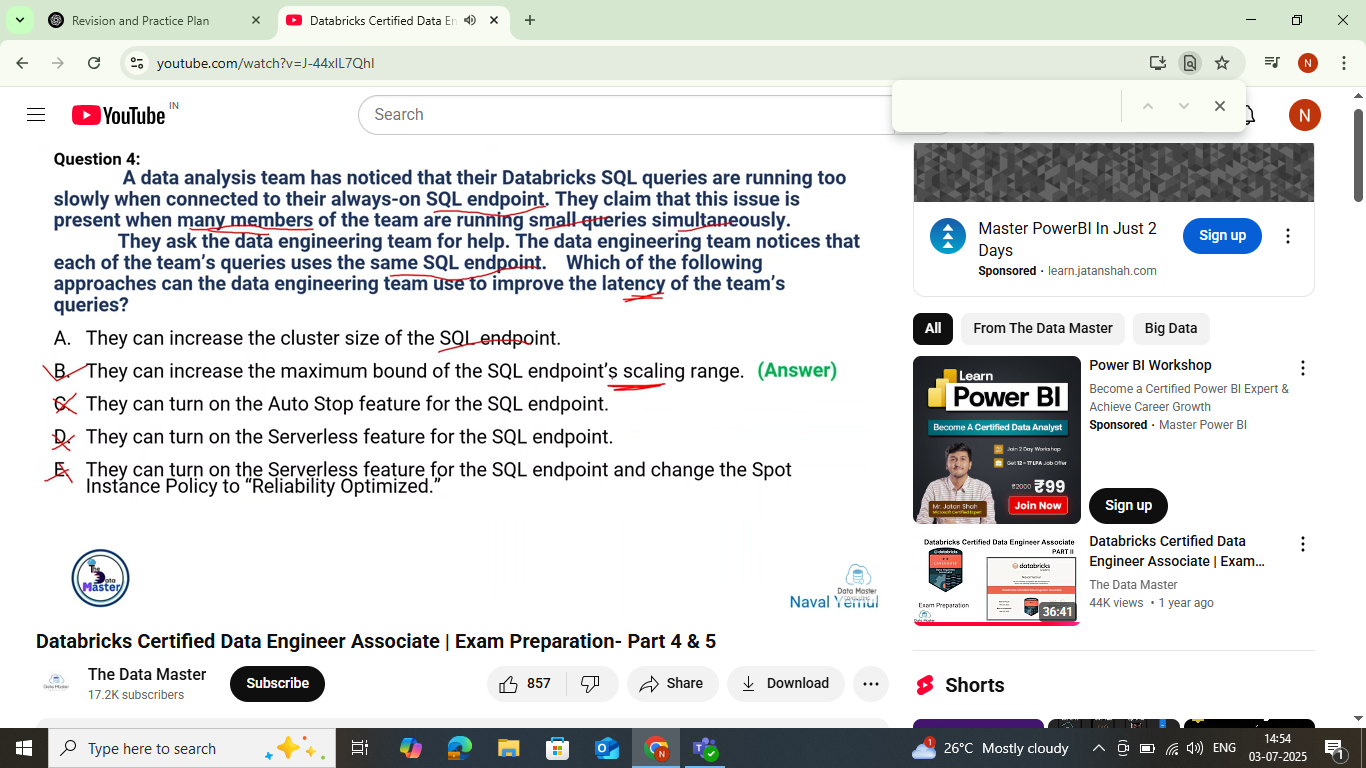 Revision and Practice Plan
Databricks Certified Data En
youtube.com/watch?v=J-44xIL7QhI
N
YouTube IN
Search
N
Question 4:
A data analysis team has noticed that their Databricks SQL queries are running too
slowly when connected to their always-on SQL endpoint. They claim that this issue is
present when many members of the team are running small queries simultaneously.
They ask the data engineering team for help. The data engineering team notices that
each of the team's queries uses the same SQL endpoint. Which of the following
approaches can the data engineering team use to improve the latency of the team's
queries?
A. They can increase the cluster size of the SQL endpoint.
B. They can increase the maximum bound of the SQL endpoint's scaling range. (Answer)
C. They can turn on the Auto Stop feature for the SQL endpoint.
D. They can turn on the Serverless feature for the SQL endpoint.
E. They can turn on the Serverless feature for the SQL endpoint and change the Spot
Instance Policy to “Reliability Optimized.”
The
Data
Master
Data Master
Naval Yemul
Databricks Certified Data Engineer Associate | Exam Preparation- Part 4 & 5
The Data Master
17.2K subscribers
Subscribe
857
Share
Download
Master PowerBI In Just 2
Days
Sponsored · learn.jatanshah.com
Sign up
All
From The Data Master
Big Data
Learn
Power BI
Become A Certified Data Analyst
Join 2 Day Workshop
Get 12 - 17 LPA Job Offer
₹2000 ₹99
Join Now
Mr. Jatan Shah
Microsoft Certified Expert
Power BI Workshop
Become a Certified Power BI Expert &
Achieve Career Growth
Sponsored · Master Power BI
Sign up
Databricks Certified Data Engineer Associate | Exam Preparation
PART II
databricks
Exam Preparation
36:41
Databricks Certified Data
Engineer Associate | Exam...
The Data Master
44K views • 1 year ago
Shorts
Type here to search
1
26°C Mostly cloudy
ENG
14:54
03-07-2025
1